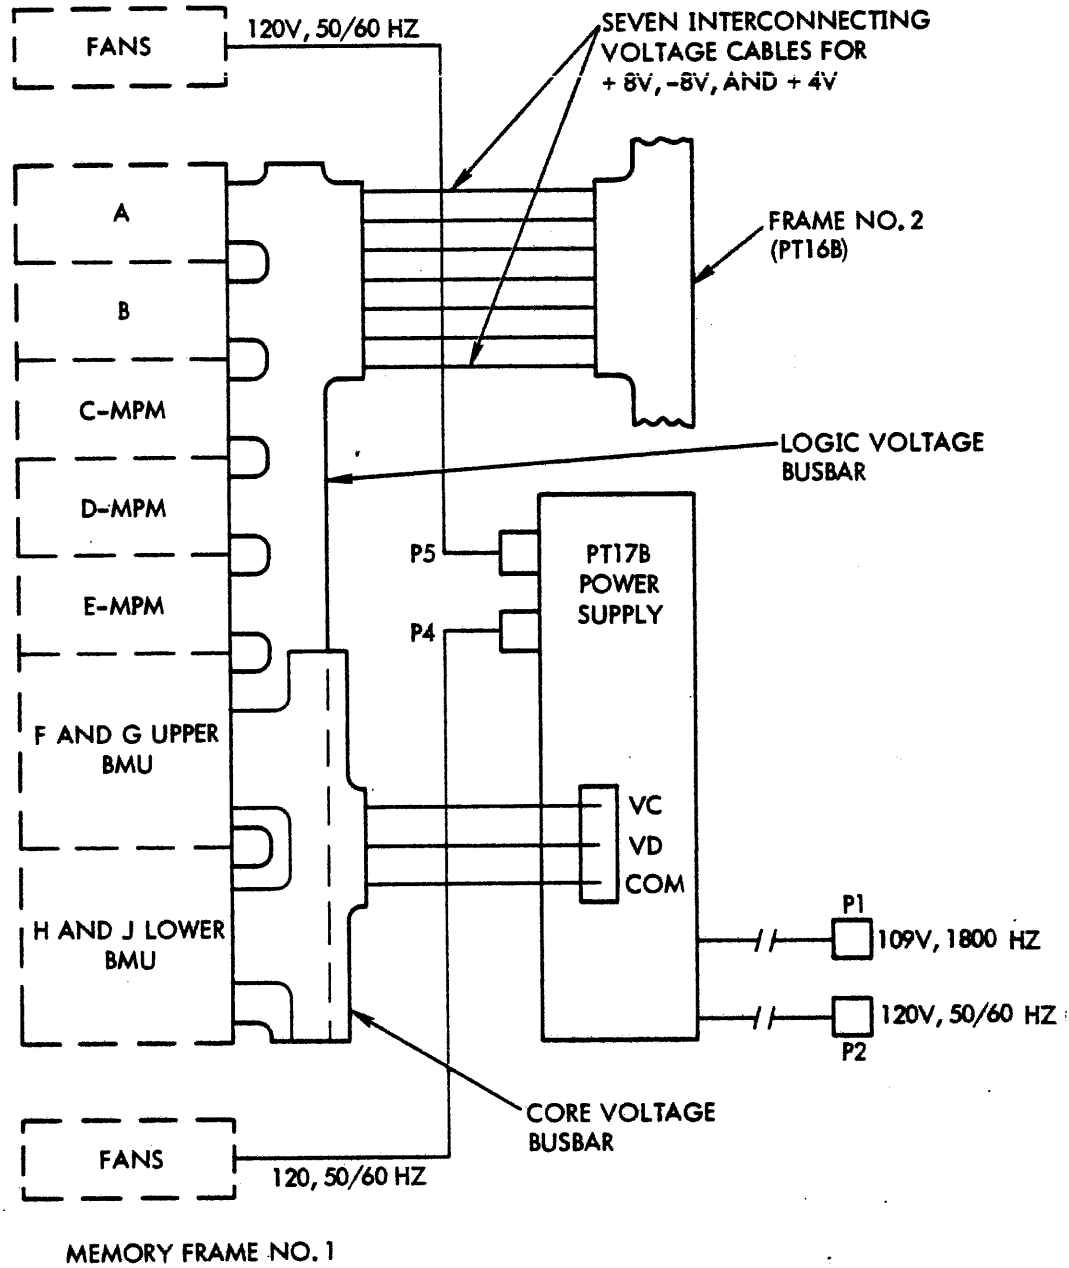 FANS
120V, 50/60 HZ
SEVEN INTERCONNECTING
VOLTAGE CABLES FOR
+ 8V, -8V, AND + 4V
A
B
C-MPM
D-MPM
E-MPM
F AND G UPPER
BMU
H AND J LOWER
BMU
FRAME NO. 2
(PT16B)
LOGIC VOLTAGE
BUSBAR
P5
P4
PT17B
POWER
SUPPLY
VC
VD
COM
P1
109V, 1800 HZ
120V, 50/60 HZ
P2
CORE VOLTAGE
BUSBAR
FANS
120, 50/60 HZ
MEMORY FRAME NO. 1